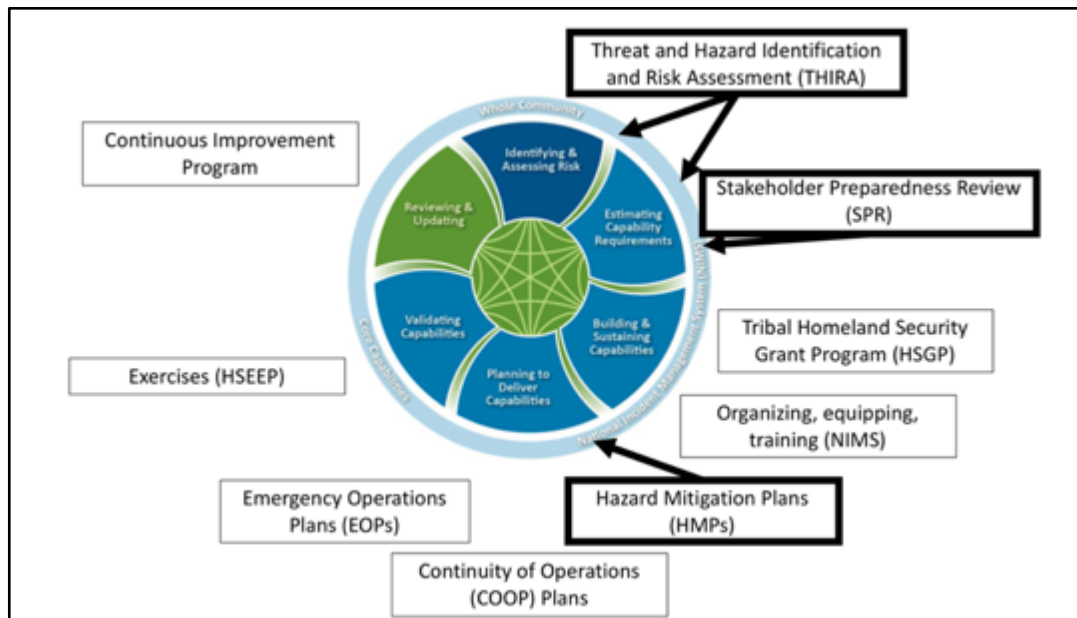 Threat and Hazard Identification
and Risk Assessment (THIRA)
Continuous Improvement
Program
Whole Community
Identifying &
Assessing Risk
Reviewing &
Updating
Estimating
Capability
Requirements
Stakeholder Preparedness Review
(SPR)
Validating
Capabilities
Building &
Sustaining
Capabilities
Planning to
Deliver
Capabilities
Core Capabilities
National Incident Management System (NIMS)
Tribal Homeland Security
Grant Program (HSGP)
Exercises (HSEEP)
Organizing, equipping,
training (NIMS)
Emergency Operations
Plans (EOPs)
Hazard Mitigation Plans
(HMPs)
Continuity of Operations
(COOP) Plans